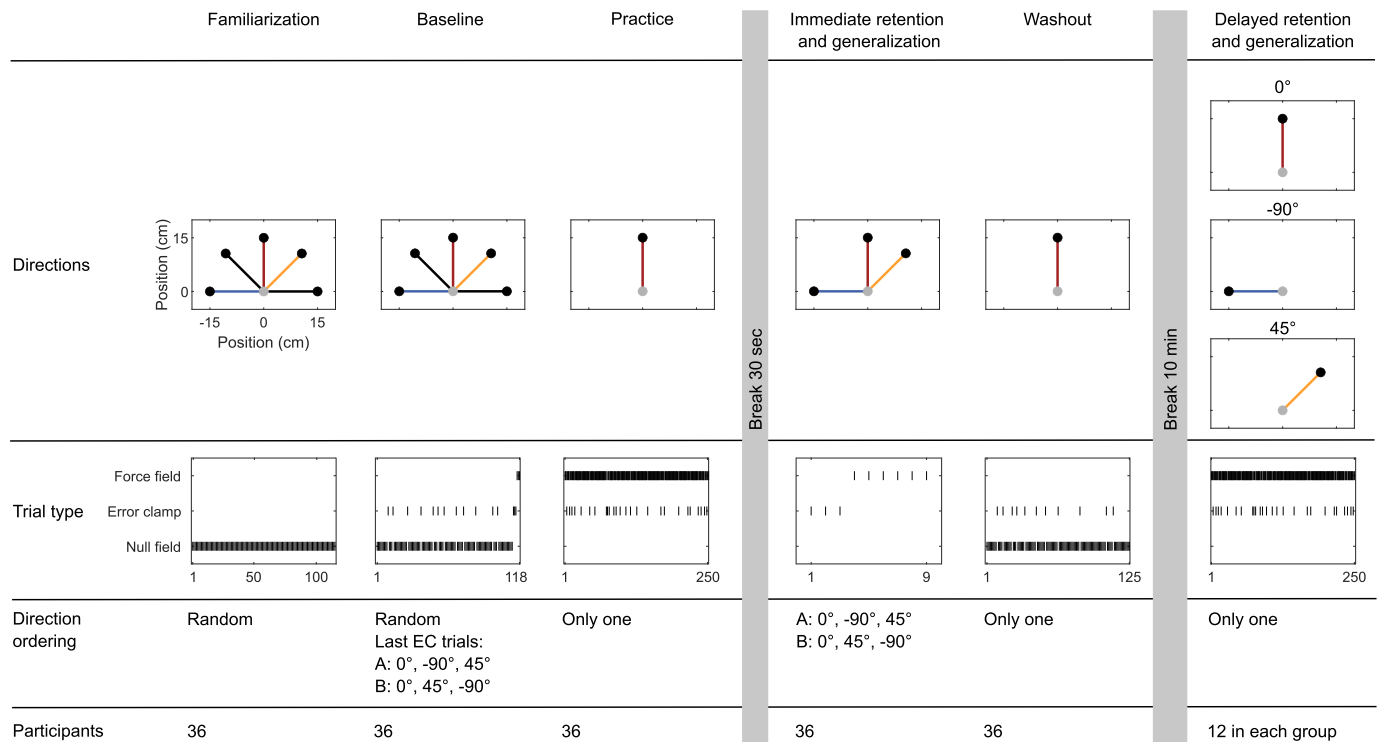 Familiarization
Baseline
Practice
Immediate retention
and generalization
Washout
Delayed retention
and generalization
Directions
Position (cm)
15
0
-15 0 15
Position (cm)
Break 30 sec
Break 10 min
0°
-90°
45°
Trial type
Force field
Error clamp
Null field
1 50 100
1 118
1 250
1 9
1 125
1 250
Direction
ordering
Random
Random
Last EC trials:
A: 0°, -90°, 45°
B: 0°, 45°, -90°
Only one
A: 0°, -90°, 45°
B: 0°, 45°, -90°
Only one
Only one
Participants
36
36
36
36
36
12 in each group